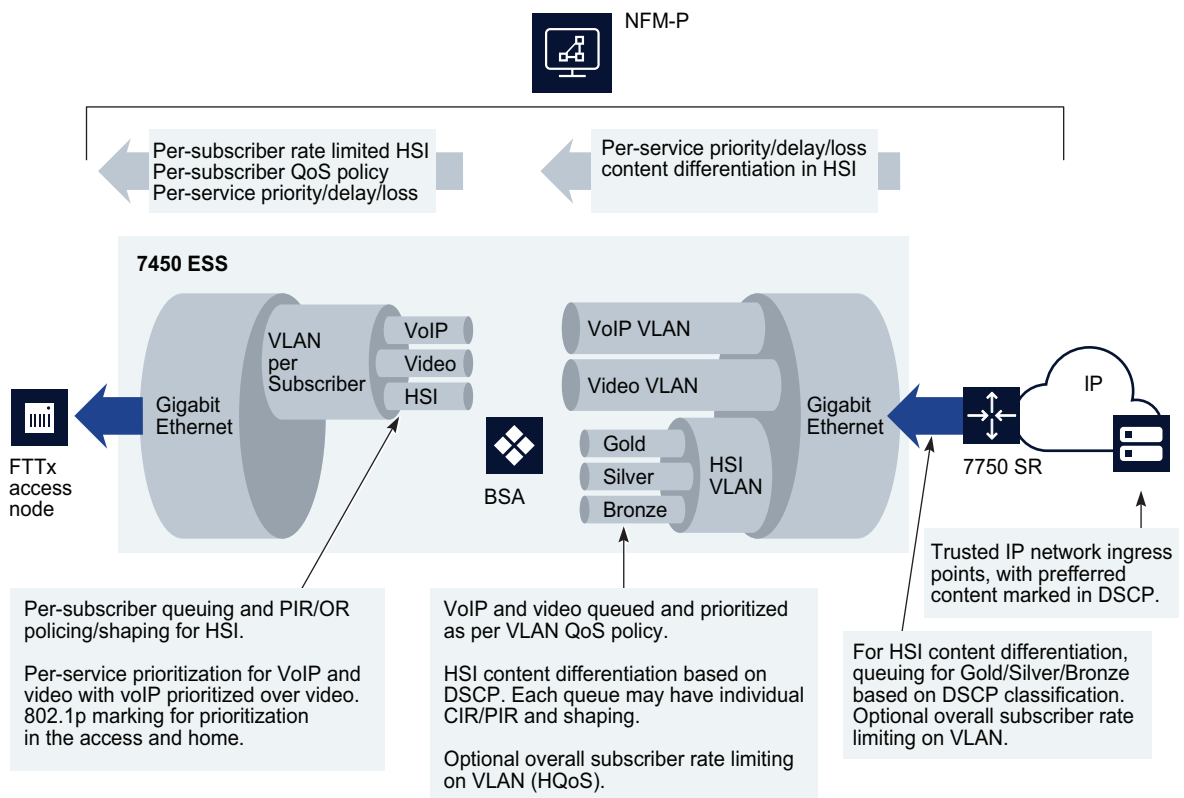 NFM-P
Per-subscriber rate limited HSI
Per-subscriber QoS policy
Per-service priority/delay/loss
Per-service priority/delay/loss
content differentiation in HSI
7450 ESS
Gigabit
Ethernet
VLAN
per
Subscriber
VoIP
Video
HSI
BSA
VoIP VLAN
Video VLAN
Gold
Silver
Bronze
HSI
VLAN
Gigabit
Ethernet
FTTx
access
node
7750 SR
IP
Per-subscriber queuing and PIR/OR
policing/shaping for HSI.
Per-service prioritization for VoIP and
video with voIP prioritized over video.
802.1p marking for prioritization
in the access and home.
VoIP and video queued and prioritized
as per VLAN QoS policy.
HSI content differentiation based on
DSCP. Each queue may have individual
CIR/PIR and shaping.
Optional overall subscriber rate limiting
on VLAN (HQoS).
For HSI content differentiation,
queuing for Gold/Silver/Bronze
based on DSCP classification.
Optional overall subscriber rate
limiting on VLAN.
Trusted IP network ingress
points, with prefferred
content marked in DSCP.